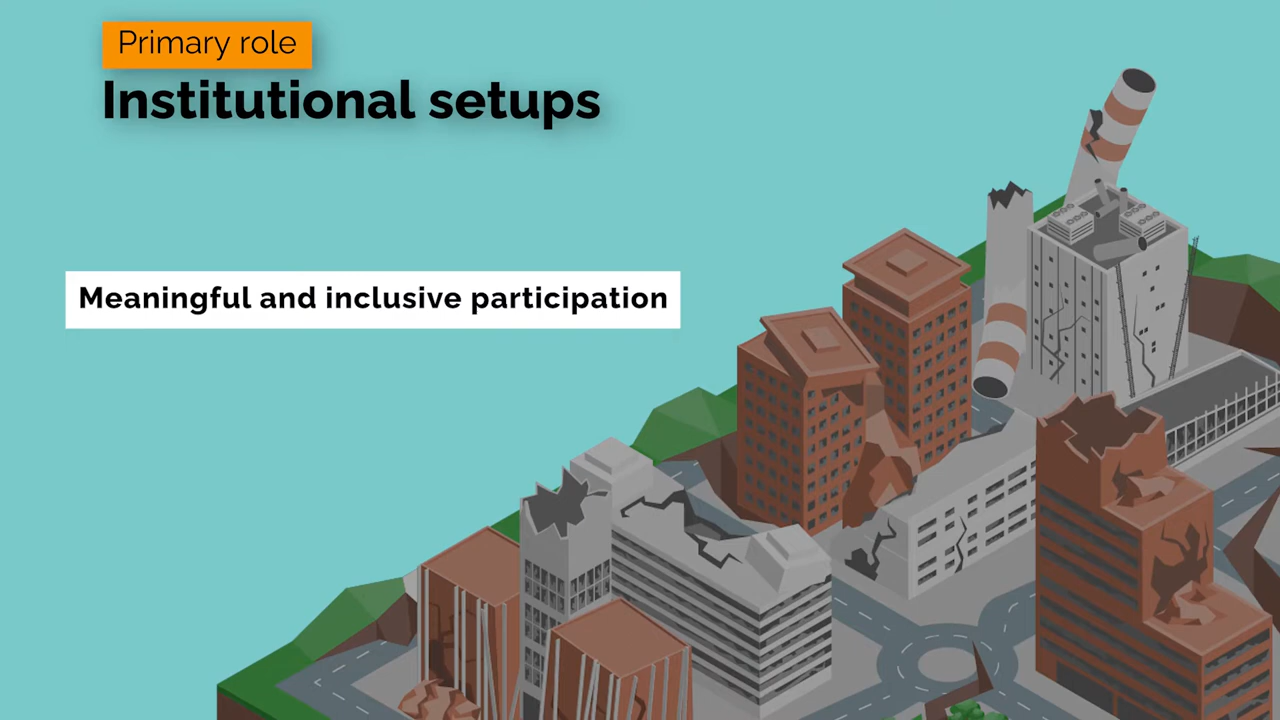 Primary role
Institutional setups
Meaningful and inclusive participation